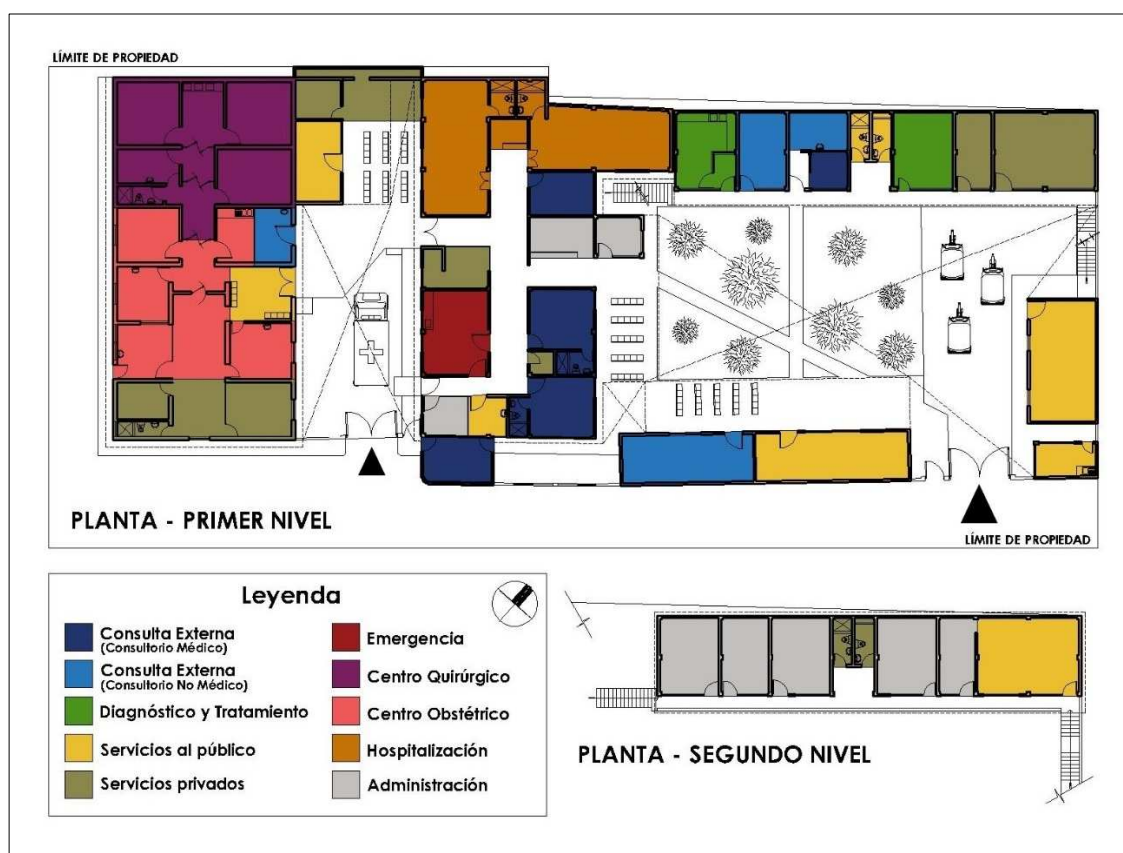 LÍMITE DE PROPIEDAD
PLANTA - PRIMER NIVEL
LÍMITE DE PROPIEDAD
Leyenda
Consulta Externa
(Consultorio Médico)
Consulta Externa
(Consultorio No Médico)
Diagnóstico y Tratamiento
Servicios al público
Servicios privados
Emergencia
Centro Quirúrgico
Centro Obstétrico
Hospitalización
Administración
PLANTA - SEGUNDO NIVEL